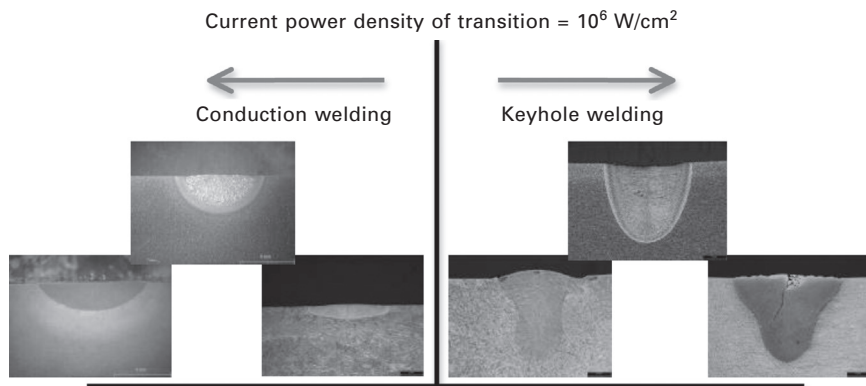 Current power density of transition = 10⁶ W/cm²
Conduction welding
Keyhole welding